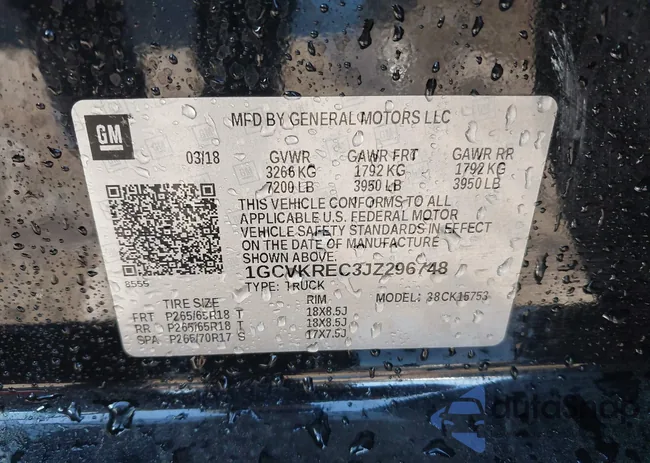 GM
MFD BY GENERAL MOTORS LLC
03/18 GVWR GAWR FRT GAWR RR
3266 KG 1792 KG 1792 KG
7200 LB 3950 LB 3950 LB
THIS VEHICLE CONFORMS TO ALL
APPLICABLE U.S. FEDERAL MOTOR
VEHICLE SAFETY STANDARDS IN EFFECT
ON THE DATE OF MANUFACTURE
SHOWN ABOVE.
1GCVKREC3JZ296748
8555
TYPE: TRUCK
MODEL: 38CK15753
TIRE SIZE RIM
FRT P265/65R18 T 18X8.5J
RR P265/65R18 T 18X8.5J
SPA P265/70R17 S 17X7.5J
AutaShop